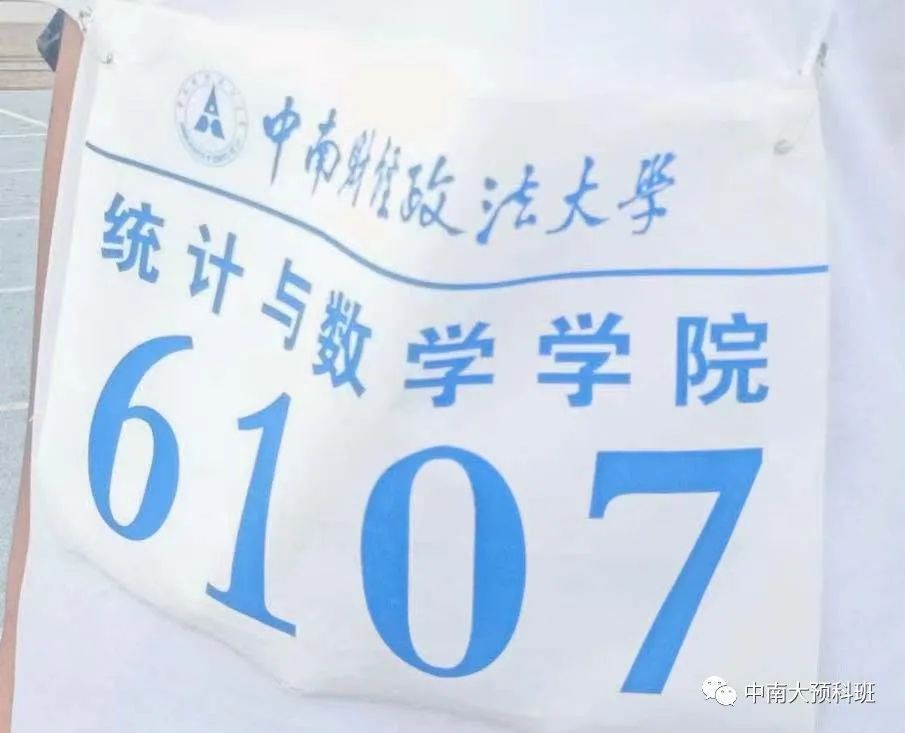 中南财经政法大学
统计与数学学院
6107
中南大预科班